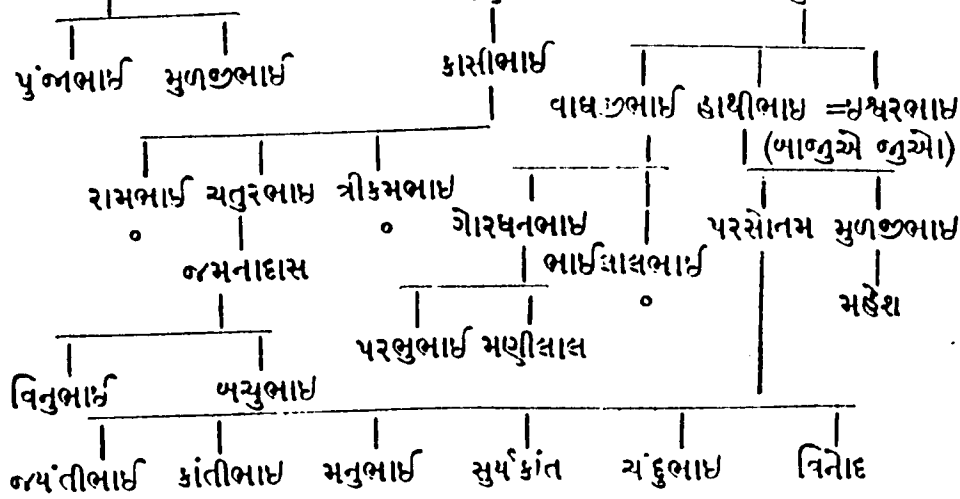 પુંજાભાઈ મુળજીભાઈ
કાસીભાઈ
વાઘજીભાઈ હાથીભાઇ =ઇશ્વરભાઇ
(બાજુએ જુએા)
રામભાઈ ચતુરભાઇ ત્રીકમભાઇ
ગોરધનભાઇ
પરસોતમ મુળજીભાઇ
જમનાદાસ
ભાઈલાલભાઈ
મહેશ
પરભુભાઈ મણીલાલ
વિનુભાઈ બચુભાઇ
જયંતીભાઈ કાંતીભાઇ મનુભાઈ સુર્યકાંત ચંદુભાઇ વિનોદ